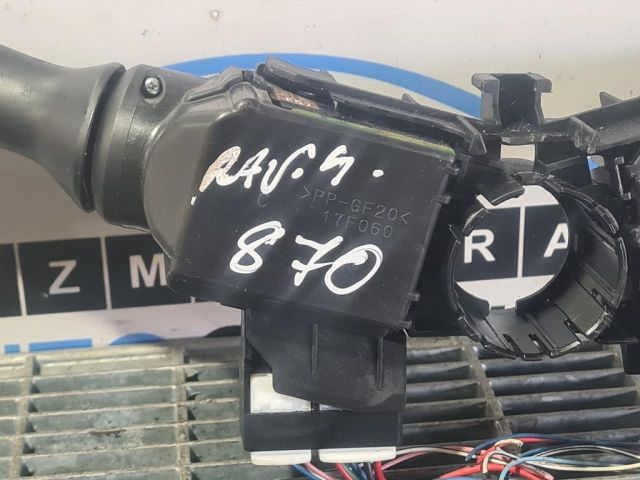 RAV.4.
>PP-GF20<
17F060
870
Z M R A